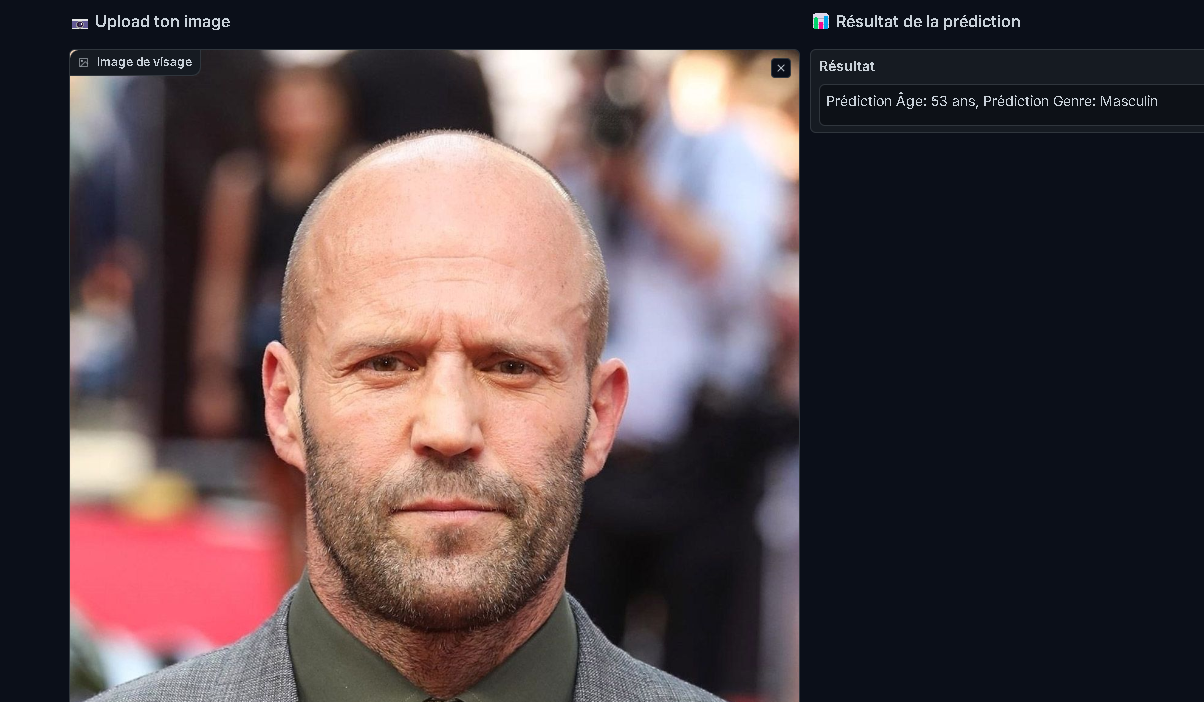 Upload ton image
Image de visage
Résultat de la prédiction
Résultat
Prédiction Âge: 53 ans, Prédiction Genre: Masculin